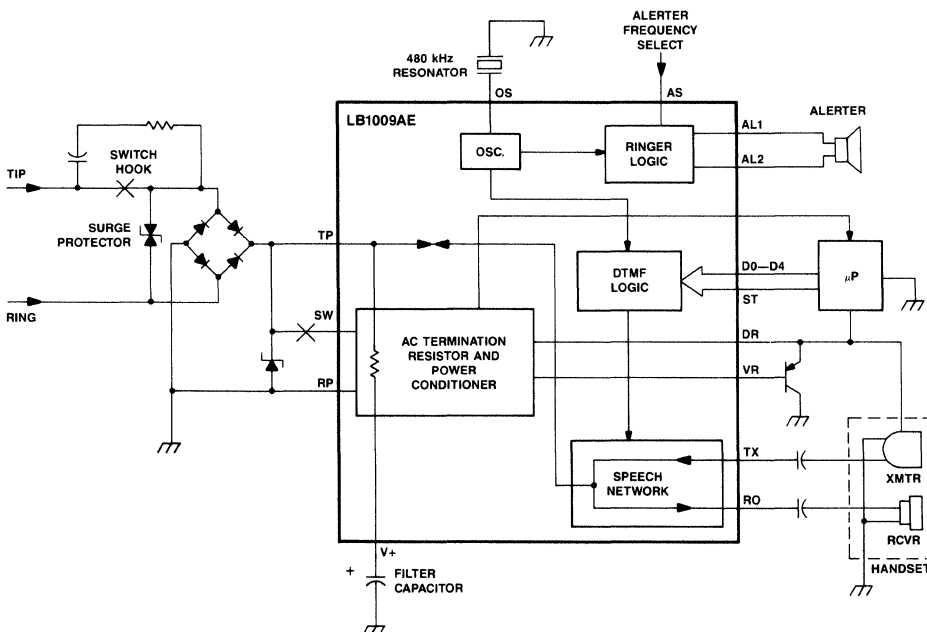 ALERTER
FREQUENCY
SELECT
480 kHz
RESONATOR
OS
AS
LB1009AE
ALERTER
AL1
AL2
OSC.
RINGER
LOGIC
SWITCH
HOOK
TIP
SURGE
PROTECTOR
TP
DTMF
LOGIC
D0—D4
ST
μP
RING
SW
AC TERMINATION
RESISTOR AND
POWER
CONDITIONER
DR
VR
RP
TX
XMTR
SPEECH
NETWORK
RO
RCVR
HANDSET
V+
+
FILTER
CAPACITOR